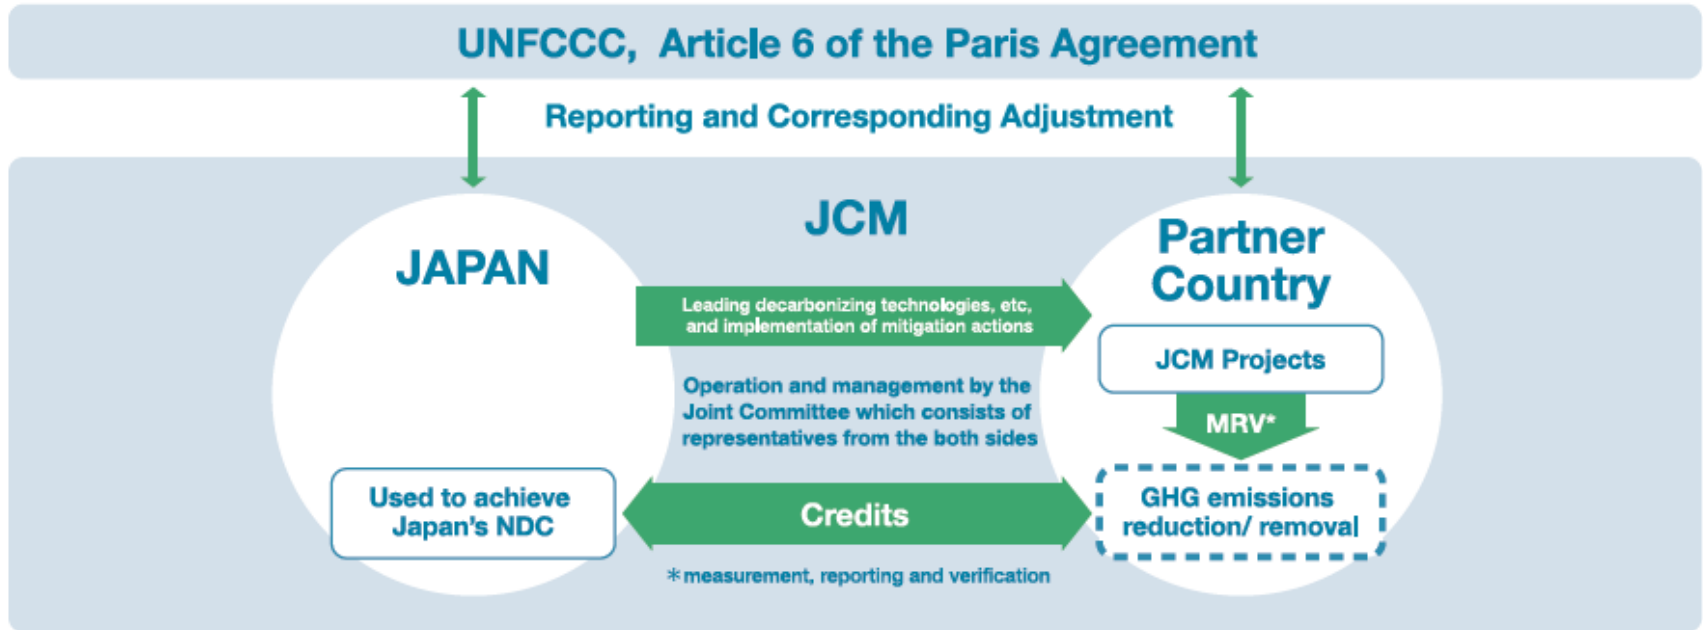 UNFCCC, Article 6 of the Paris Agreement
Reporting and Corresponding Adjustment
JCM
JAPAN
Partner
Country
Leading decarbonizing technologies, etc,
and implementation of mitigation actions
JCM Projects
Operation and management by the
Joint Committee which consists of
representatives from the both sides
MRV*
Used to achieve
Japan's NDC
Credits
GHG emissions
reduction/ removal
*measurement, reporting and verification